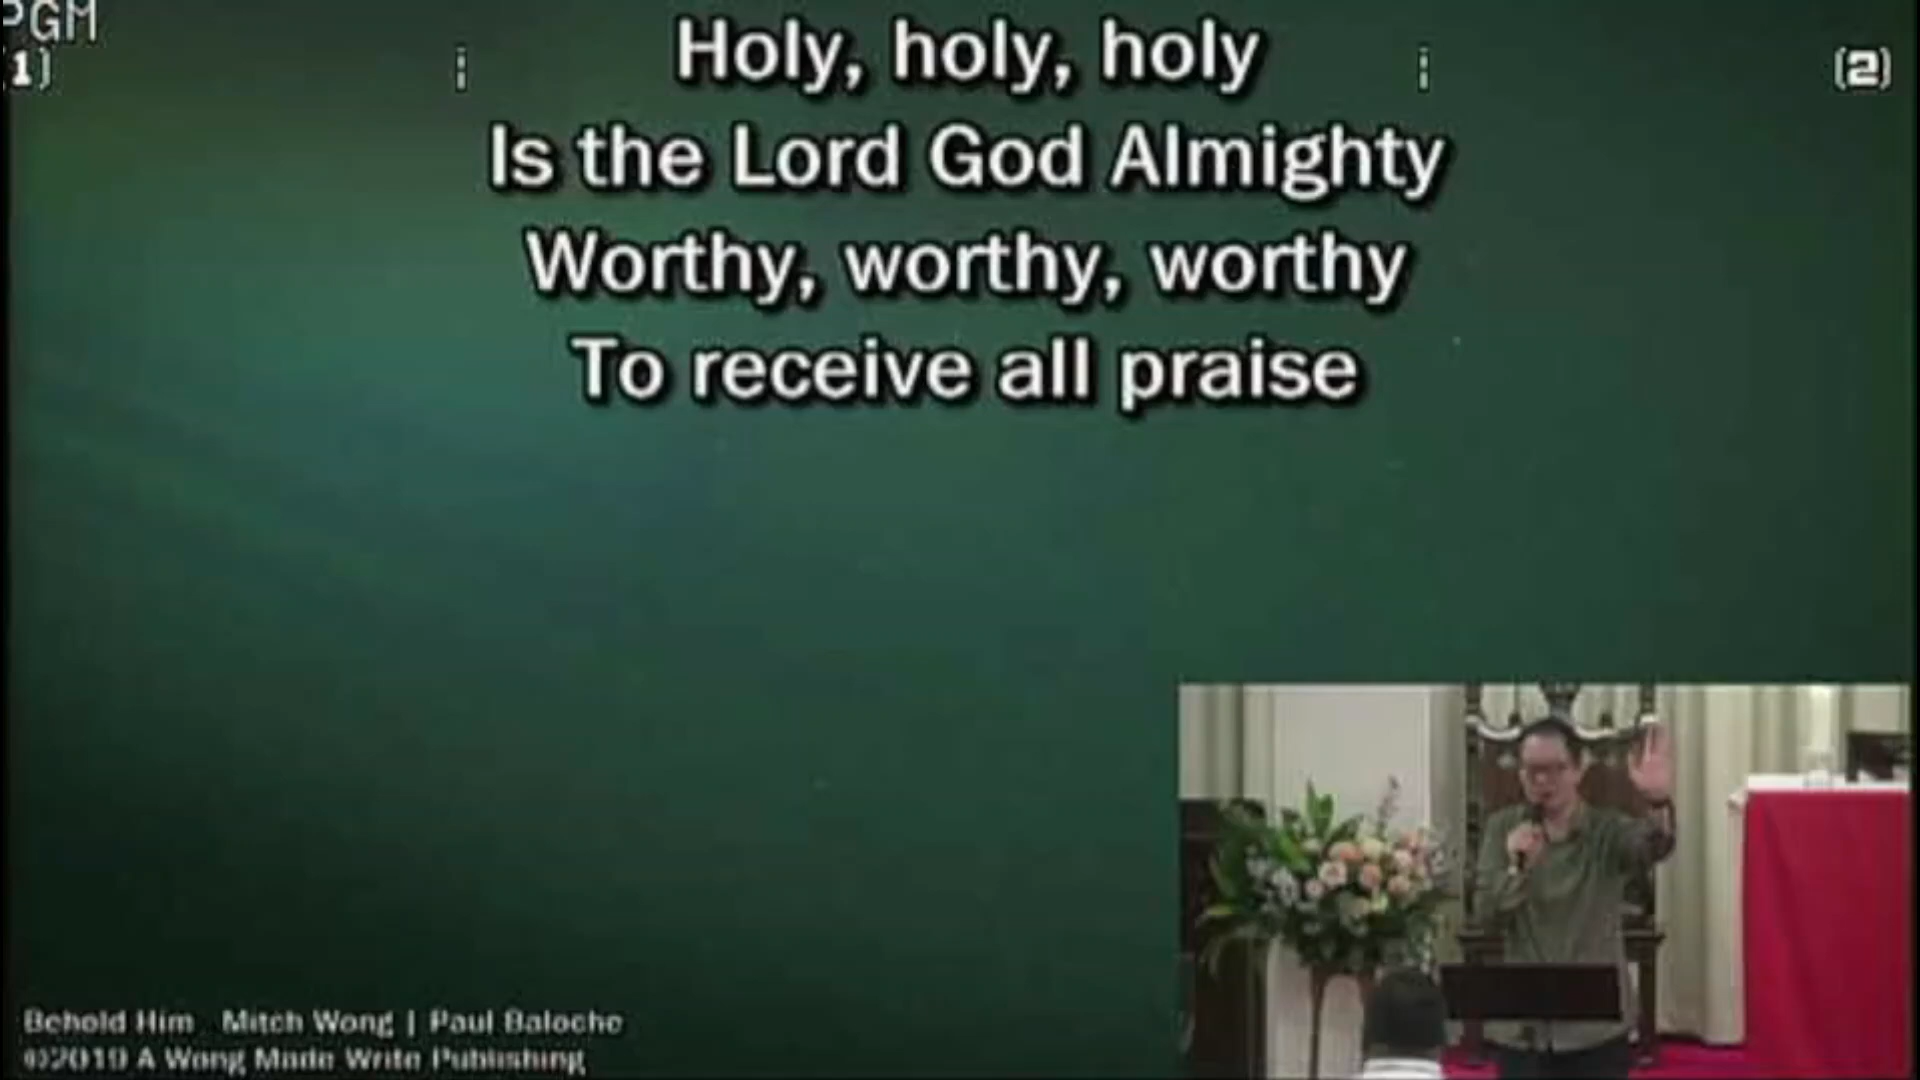 PGM
1)
(2)
Holy, holy, holy
Is the Lord God Almighty
Worthy, worthy, worthy
To receive all praise
Behold Him Mitch Wong | Paul Baloche
©2019 A Wong Made Write Publishing